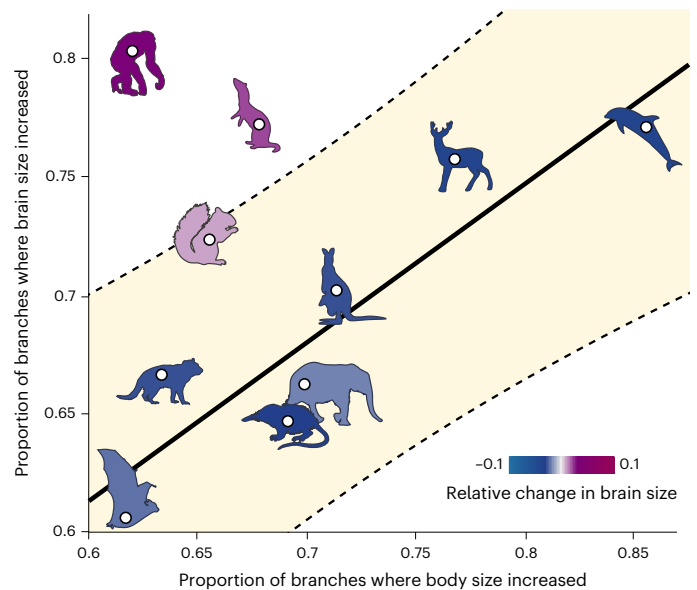 Proportion of branches where brain size increased
0.8
0.75
0.7
0.65
0.6
0.6 0.65 0.7 0.75 0.8 0.85
Proportion of branches where body size increased
–0.1 0.1
Relative change in brain size